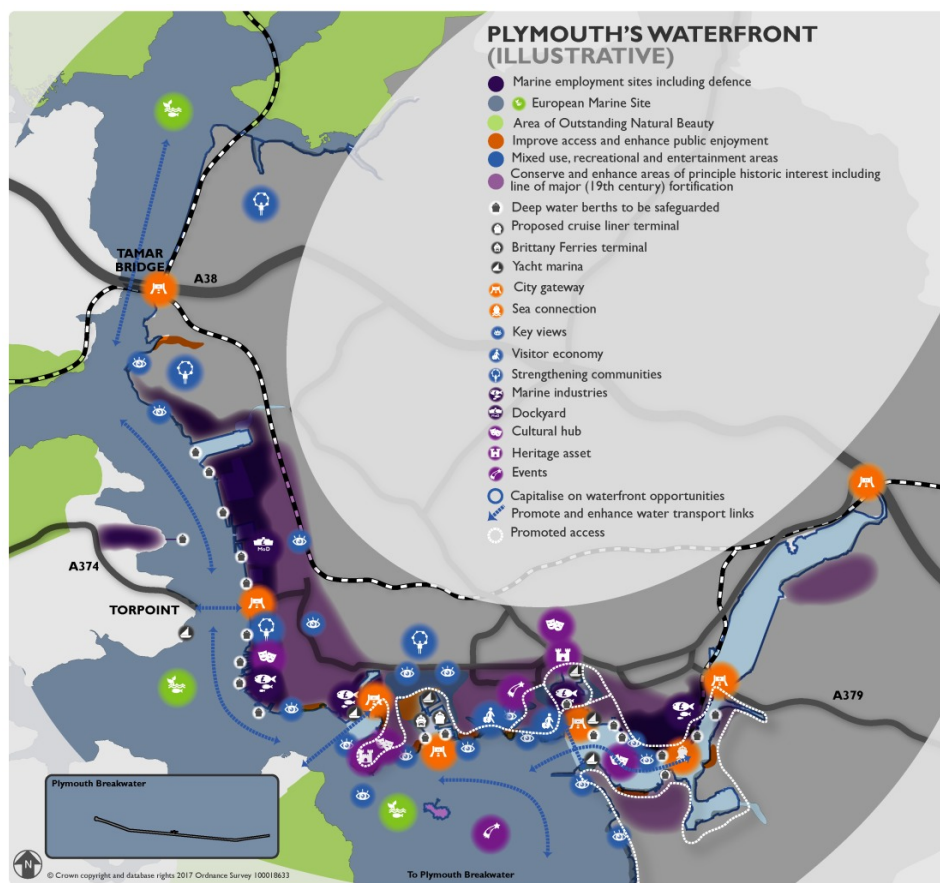 PLYMOUTH'S WATERFRONT
(ILLUSTRATIVE)
Marine employment sites including defence
European Marine Site
Area of Outstanding Natural Beauty
Improve access and enhance public enjoyment
Mixed use, recreational and entertainment areas
Conserve and enhance areas of principle historic interest including
line of major (19th century) fortification
Deep water berths to be safeguarded
Proposed cruise liner terminal
Brittany Ferries terminal
Yacht marina
City gateway
Sea connection
Key views
Visitor economy
Strengthening communities
Marine industries
Dockyard
Cultural hub
Heritage asset
Events
Capitalise on waterfront opportunities
Promote and enhance water transport links
Promoted access
TAMAR
BRIDGE
A38
MoD
A374
TORPOINT
A379
Plymouth Breakwater
N
© Crown copyright and database rights 2017 Ordnance Survey 100018633
To Plymouth Breakwater